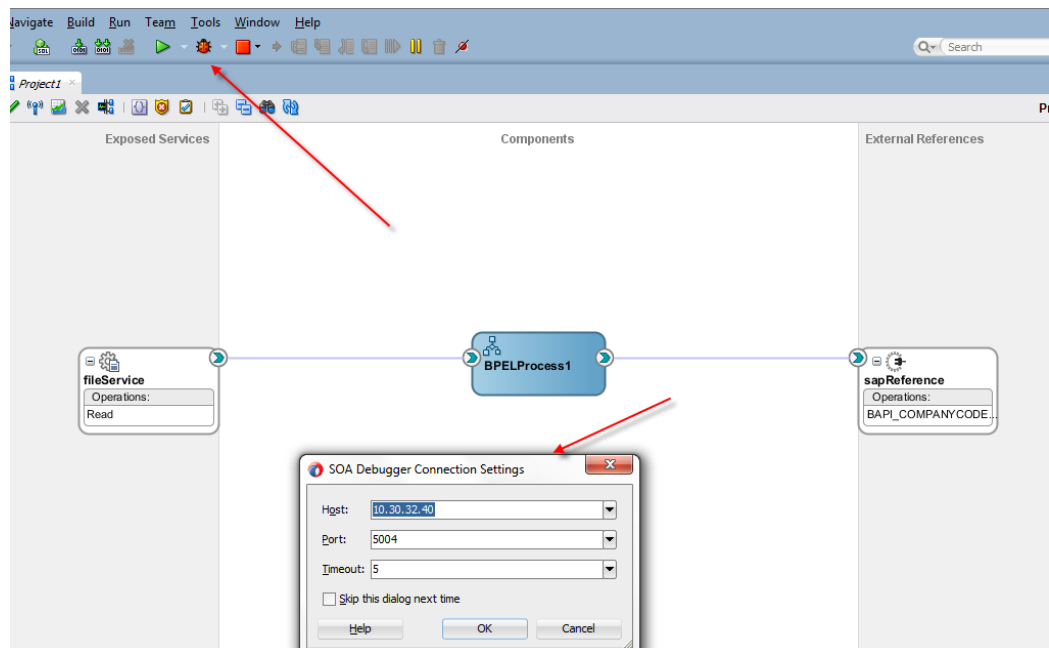 Navigate Build Run Team Tools Window Help
Search
Project1
Exposed Services Components External References
fileService
Operations:
Read
BPELProcess1
sapReference
Operations:
BAPI_COMPANYCODE...
SOA Debugger Connection Settings
Host: 10.30.32.40
Port: 5004
Timeout: 5
Skip this dialog next time
Help OK Cancel